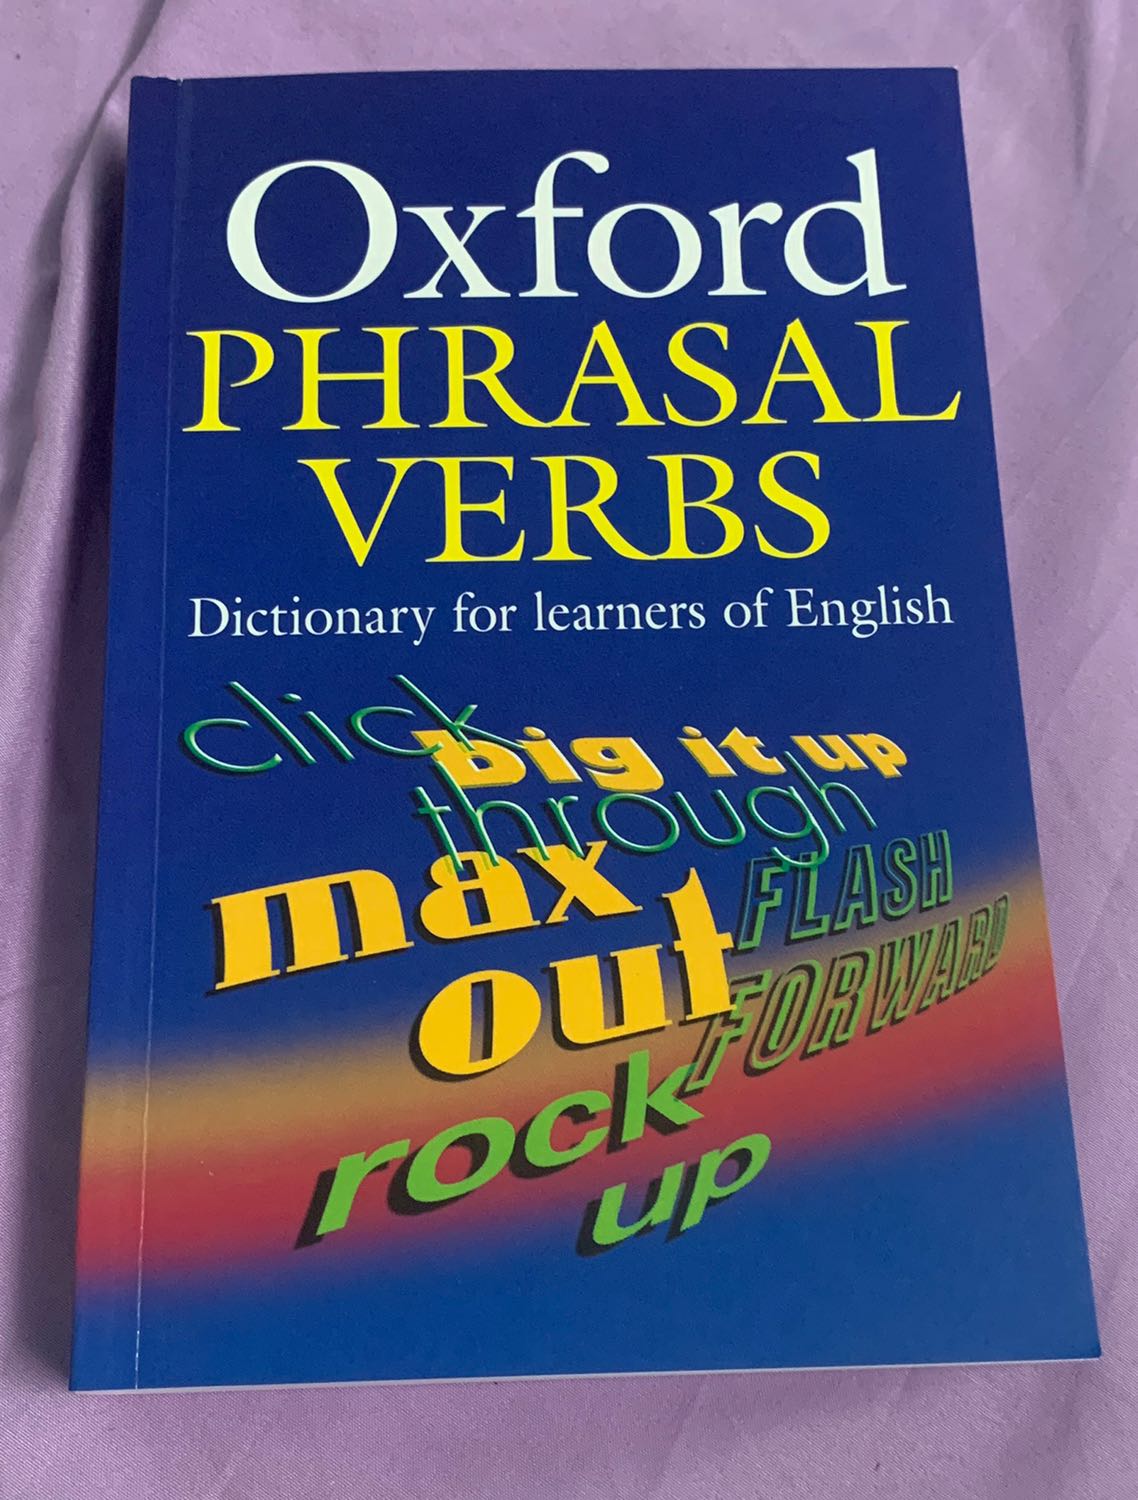 Oxford
PHRASAL
VERBS
Dictionary for learners of English
click
big it up
through
max
out
FLASH
FORWARD
rock
up